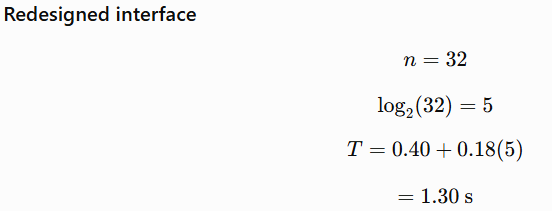 Redesigned interface
n = 32
log₂(32) = 5
T = 0.40 + 0.18(5)
= 1.30 s